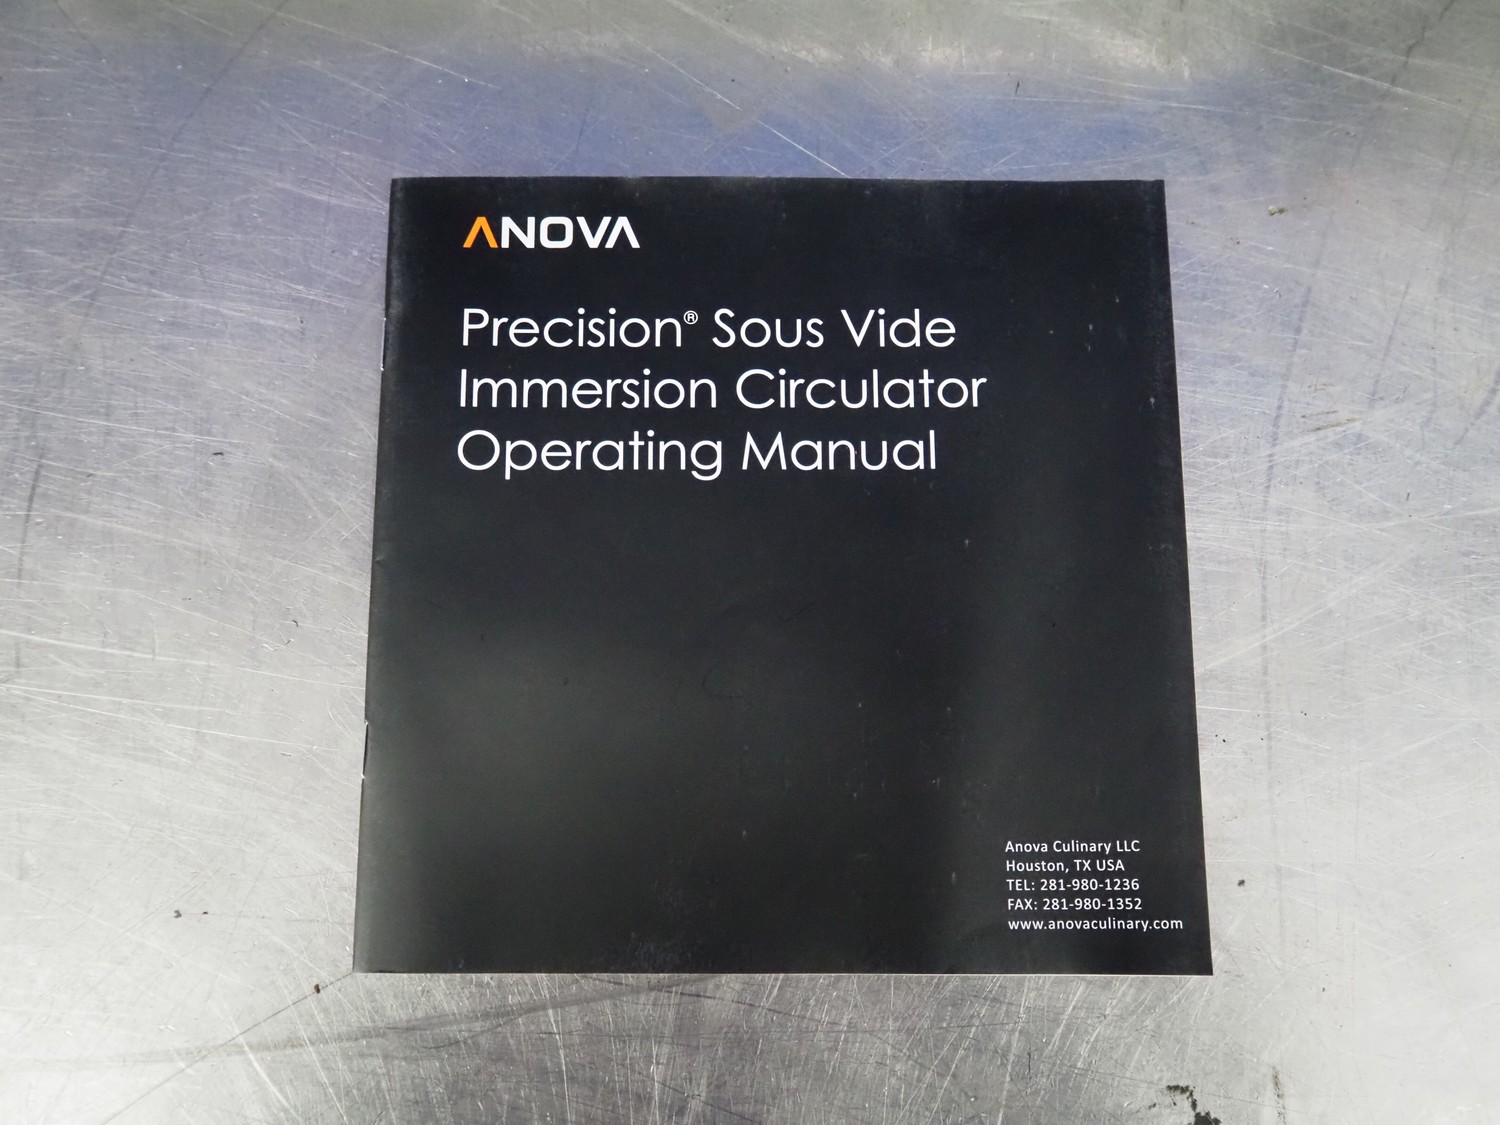 ANOVA
Precision® Sous Vide
Immersion Circulator
Operating Manual
Anova Culinary LLC
Houston, TX USA
TEL: 281-980-1236
FAX: 281-980-1352
www.anovaculinary.com